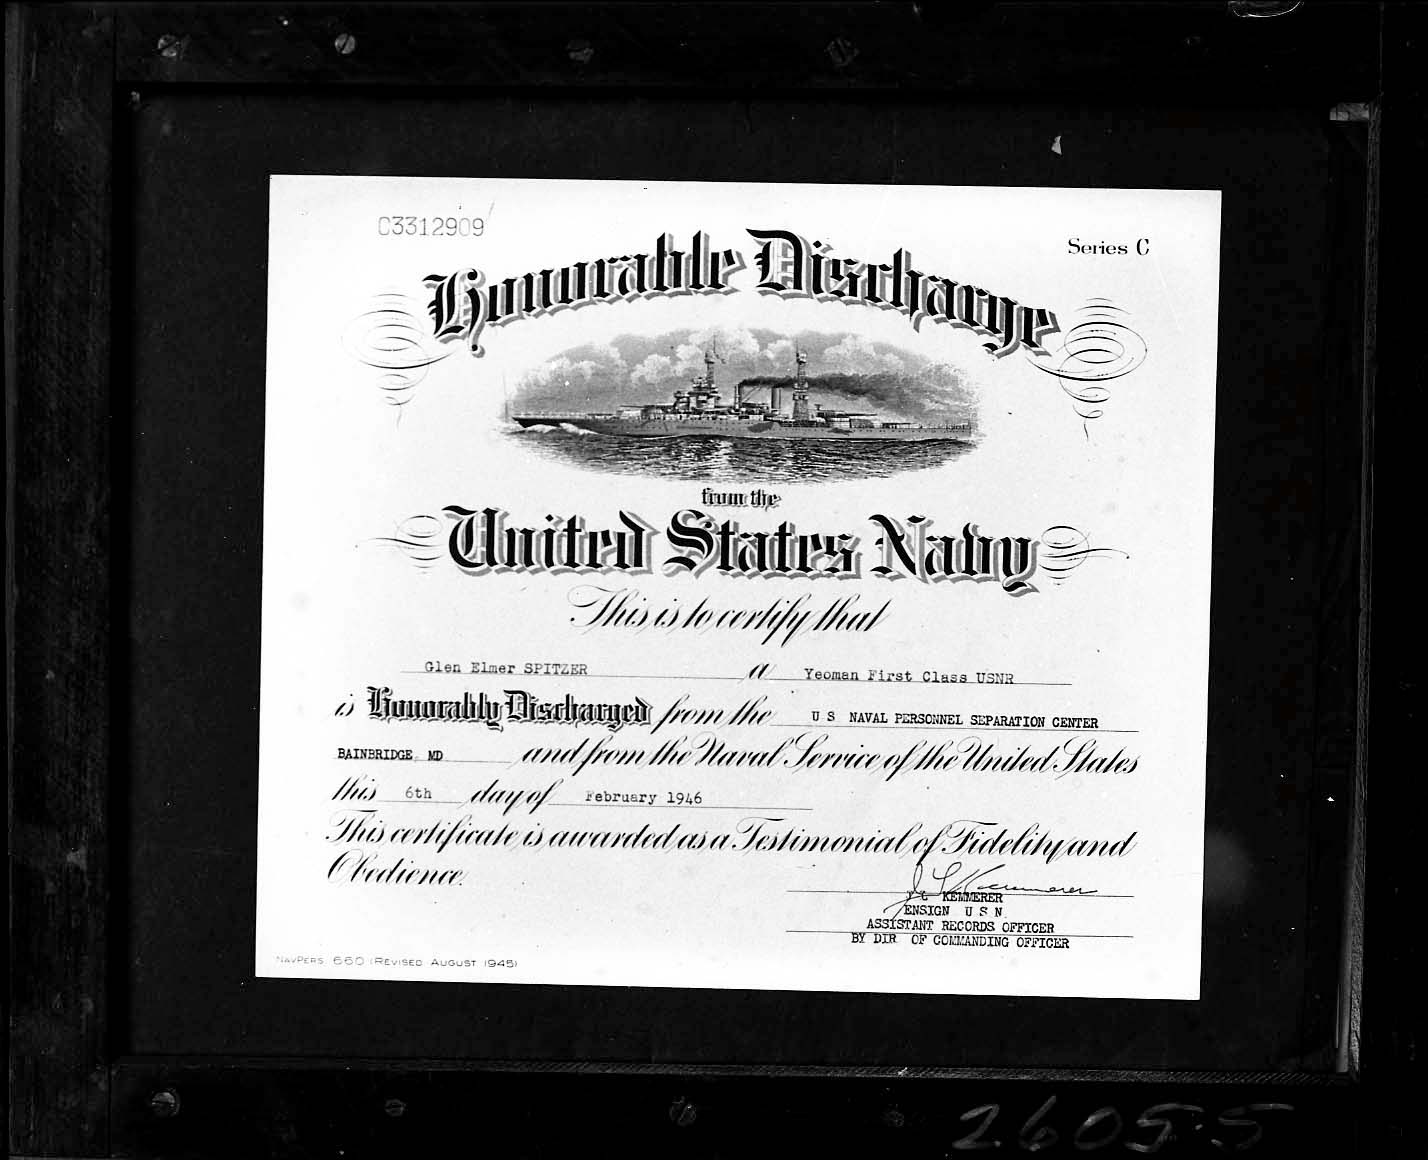 C3312909
Series C
Honorable Discharge
from the
United States Navy
This is to certify that
Glen Elmer SPITZER a Yeoman First Class USNR
is Honorably Discharged from the U S NAVAL PERSONNEL SEPARATION CENTER
BAINBRIDGE, MD and from the Naval Service of the United States
this 6th day of February 1946
This certificate is awarded as a Testimonial of Fidelity and
Obedience.
J L Kemmerer
KEMMERER
ENSIGN U S N
ASSISTANT RECORDS OFFICER
BY DIR OF COMMANDING OFFICER
NAVPERS. 660 (REVISED AUGUST 1945)
26055